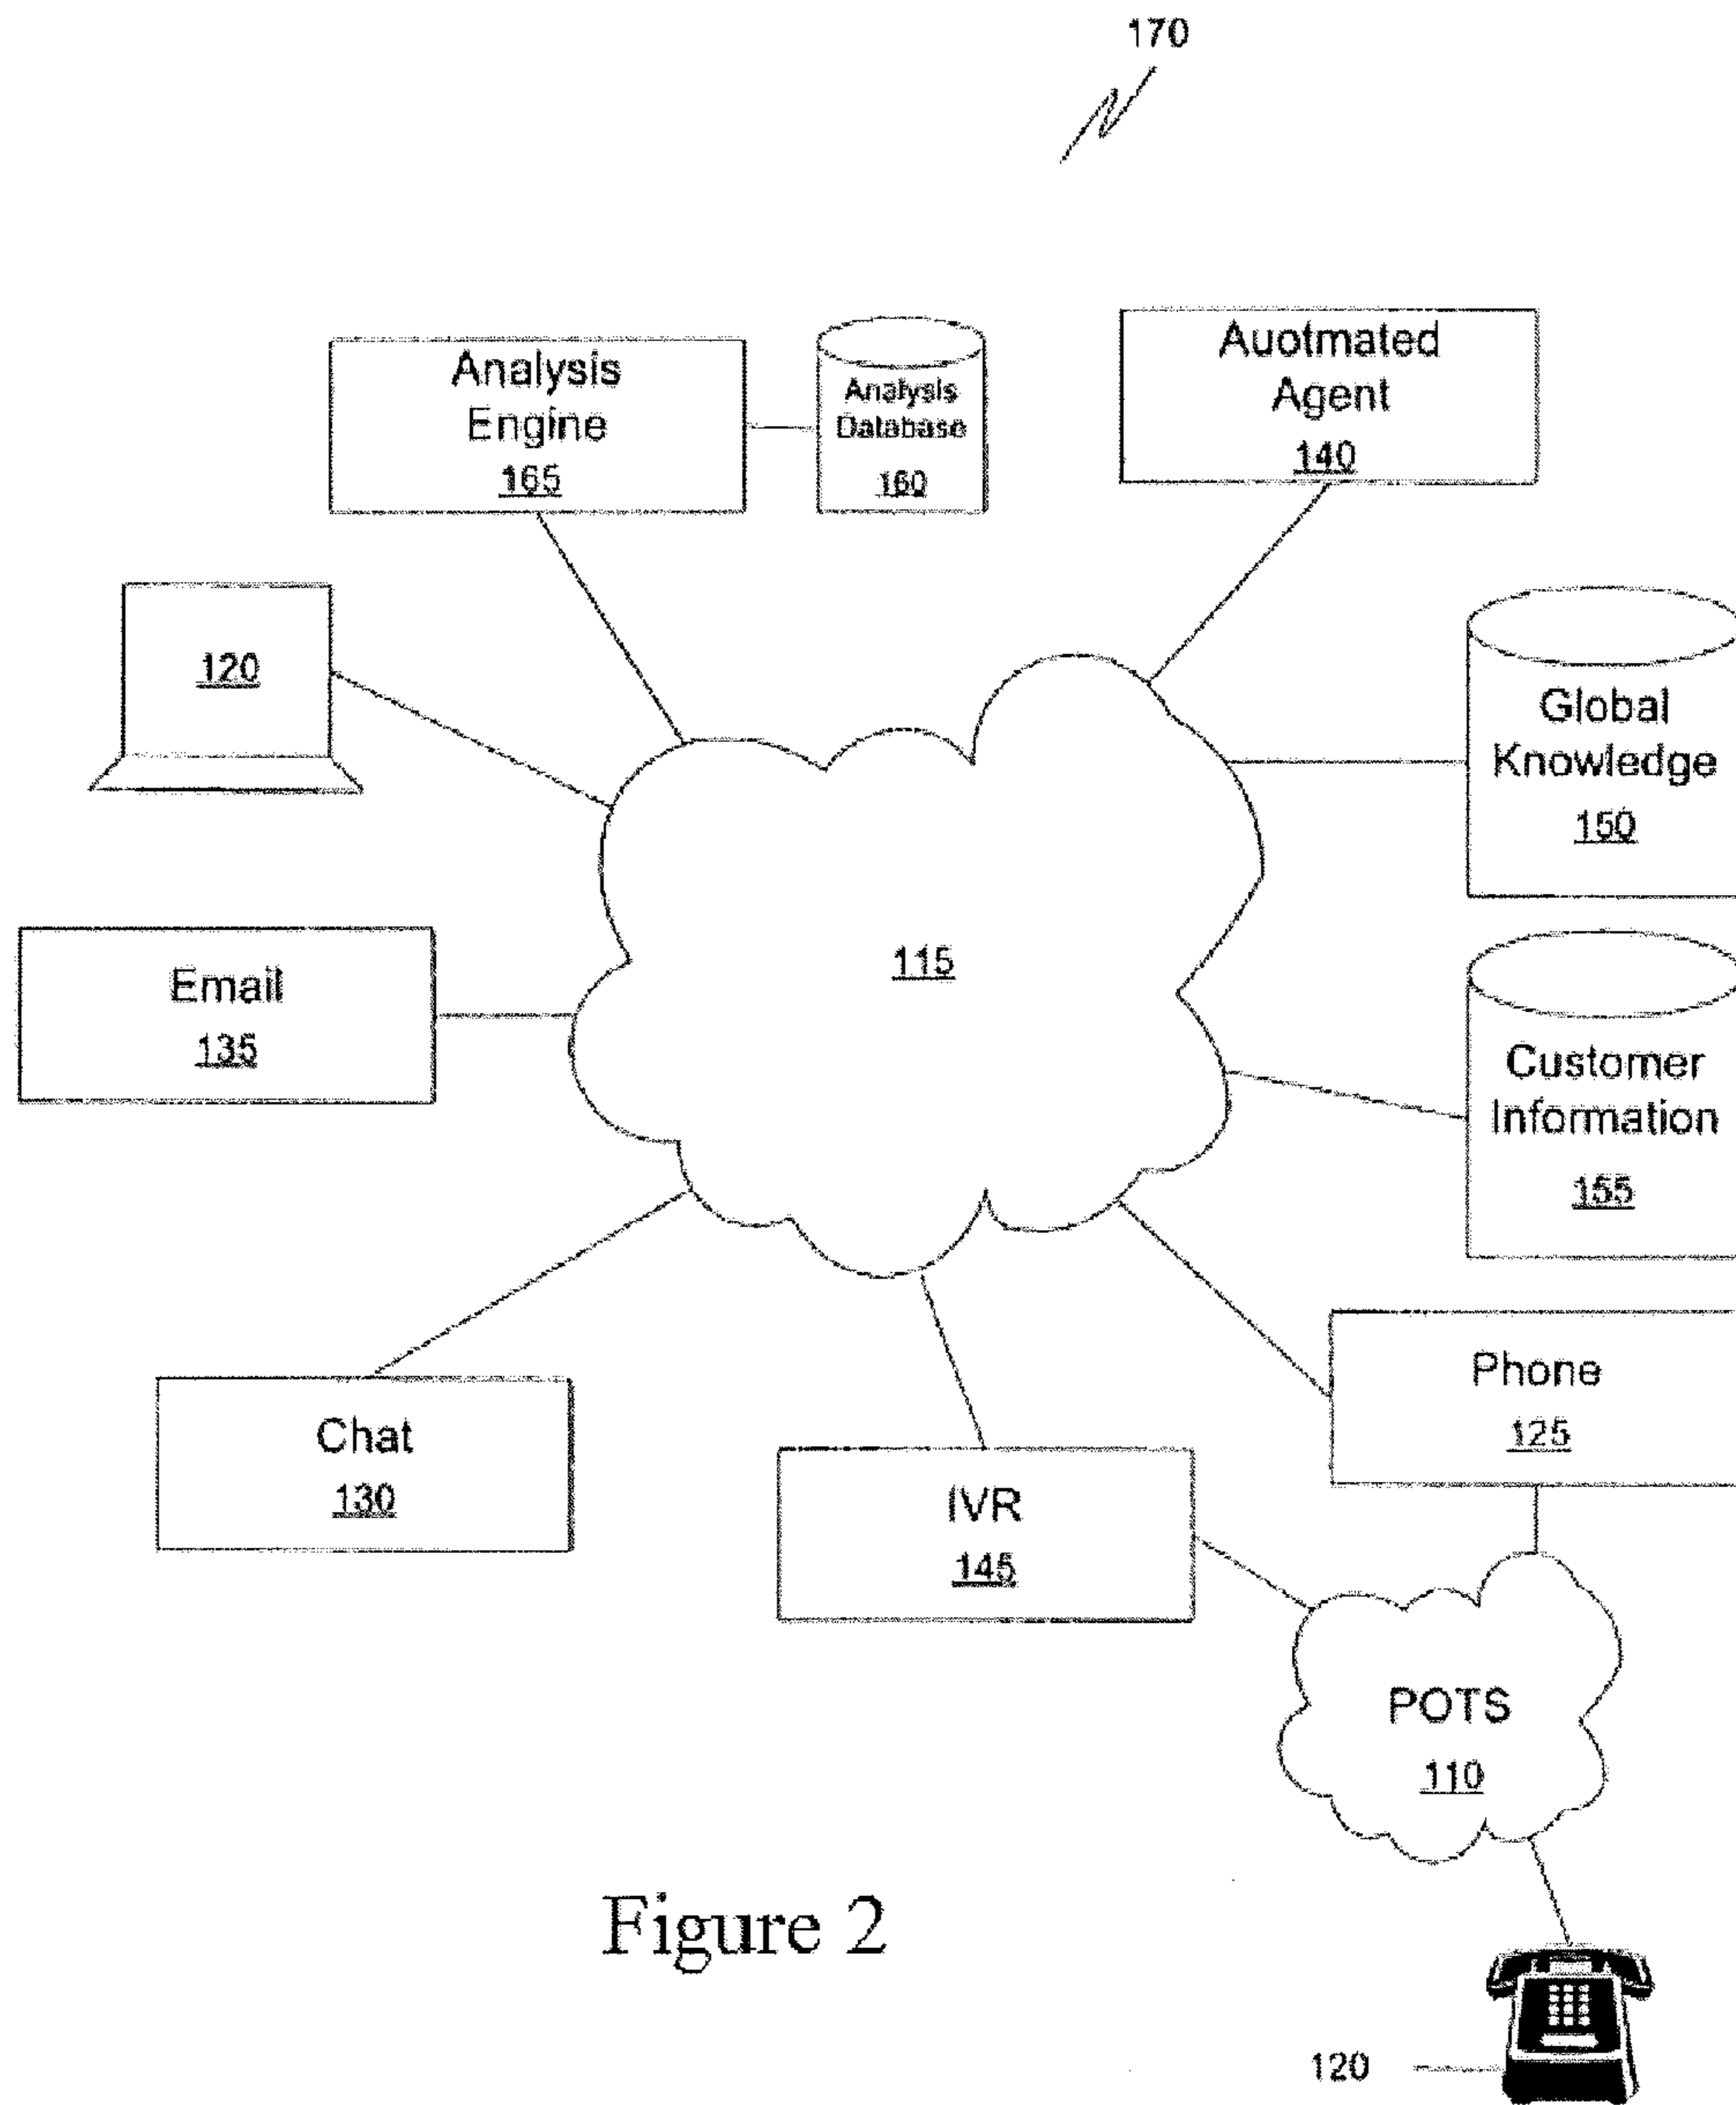 170
Analysis
Engine
165
Analysis
Database
160
Auotmated
Agent
140
120
Global
Knowledge
150
Email
135
115
Customer
Information
155
Chat
130
IVR
145
Phone
125
POTS
110
Figure 2
120